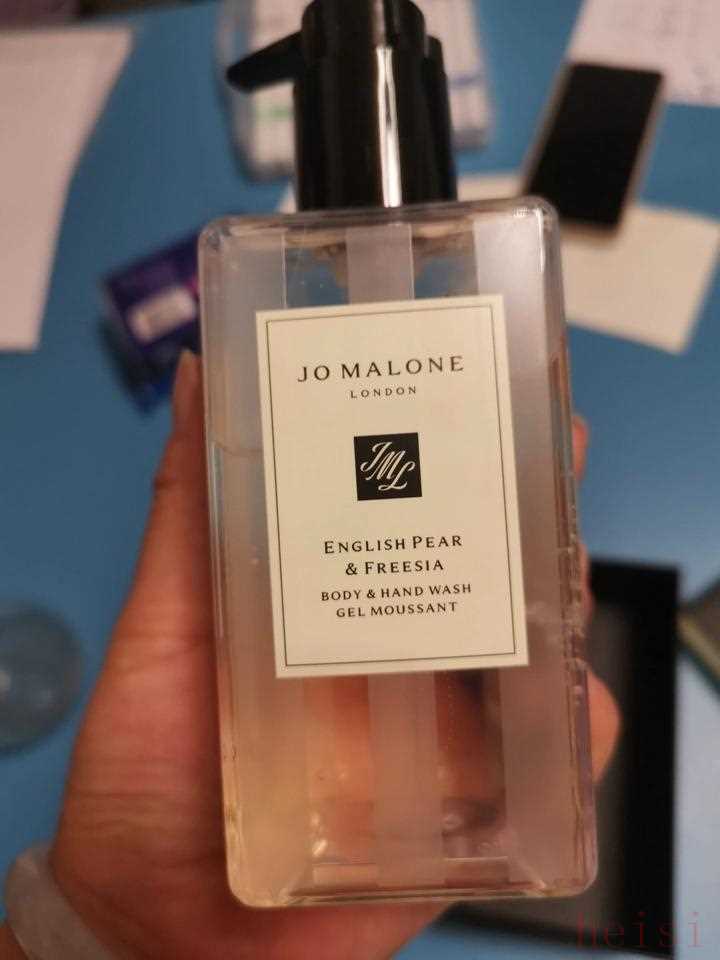 JO MALONE
LONDON
JML
ENGLISH PEAR
& FREESIA
BODY & HAND WASH
GEL MOUSSANT
heisi